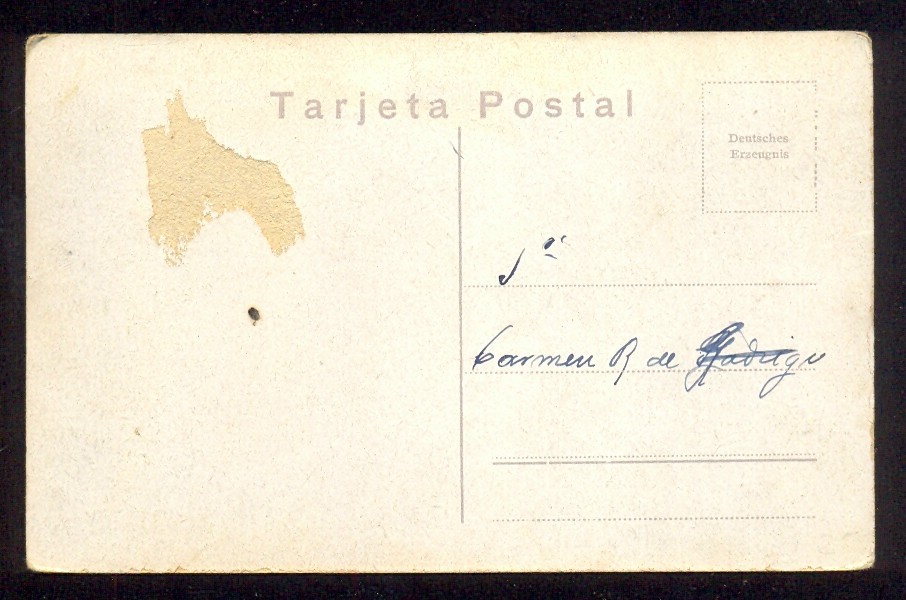 Tarjeta Postal
Deutsches
Erzeugnis
Sra
Carmen R de